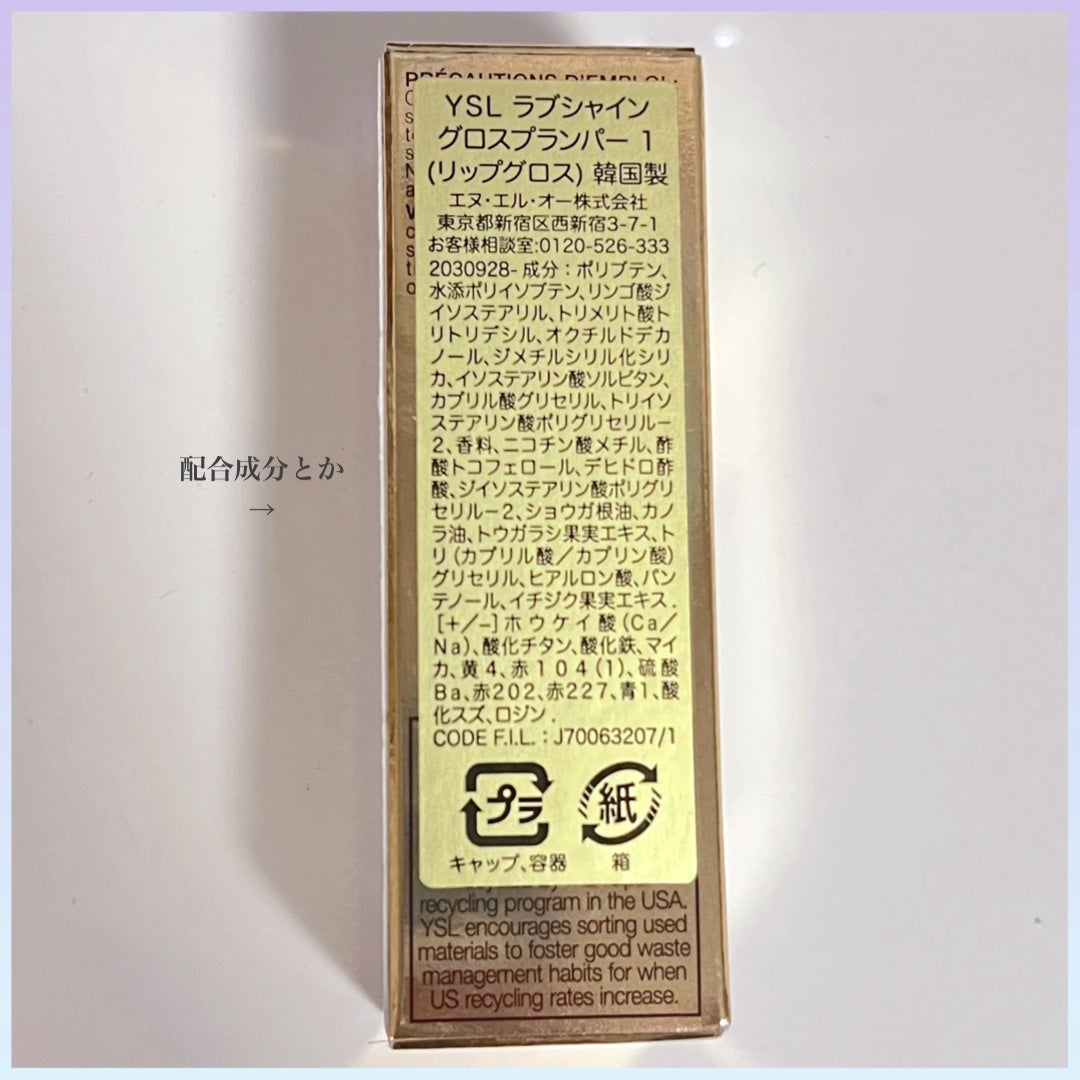 PRÉCAUTIONS D'EMPLOI :
YSL ラブシャイン
グロスプランパー 1
(リップグロス) 韓国製
エヌ・エル・オー株式会社
東京都新宿区西新宿3-7-1
お客様相談室:0120-526-333
2030928- 成分：ポリブテン、
水添ポリイソブテン、リンゴ酸ジ
イソステアリル、トリメリト酸ト
リトリデシル、オクチルドデカ
ノール、ジメチルシリル化シリ
カ、イソステアリン酸ソルビタン、
カプリル酸グリセリル、トリイソ
ステアリン酸ポリグリセリルー
2、香料、ニコチン酸メチル、酢
酸トコフェロール、デヒドロ酢
酸、ジイソステアリン酸ポリグリ
セリルー2、ショウガ根油、カノ
ラ油、トウガラシ果実エキス、ト
リ（カプリル酸／カプリン酸）
グリセリル、ヒアルロン酸、パン
テノール、イチジク果実エキス.
[+/−]ホウケイ酸(Ca/
Na)、酸化チタン、酸化鉄、マイ
カ、黄4、赤104(1)、硫酸
Ba、赤202、赤227、青1、酸
化スズ、ロジン.
CODE F.I.L. : J70063207/1
プラ 紙
キャップ、容器 箱
recycling program in the USA.
YSL encourages sorting used
materials to foster good waste
management habits for when
US recycling rates increase.
配合成分とか
→